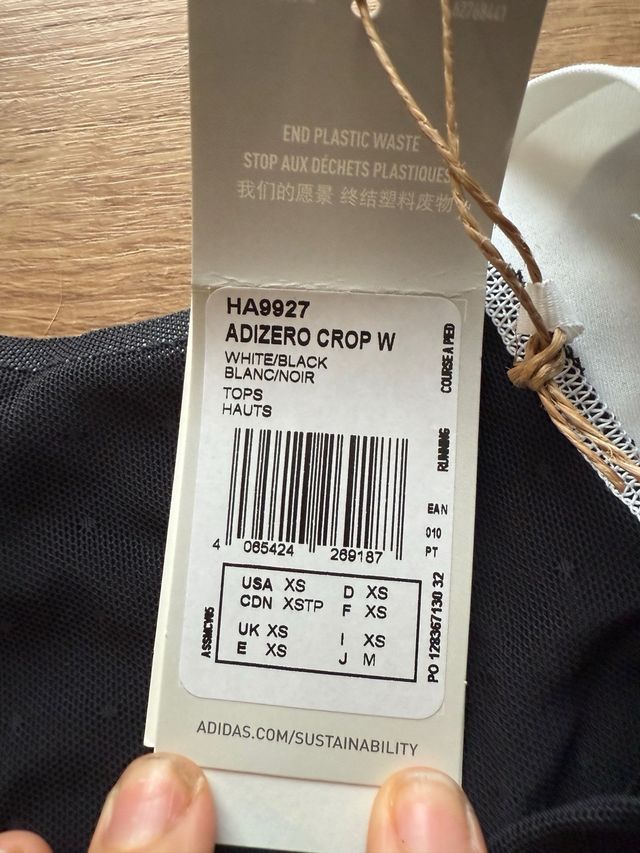 END PLASTIC WASTE
STOP AUX DÉCHETS PLASTIQUES
我们的愿景 终结塑料废物
HA9927
ADIZERO CROP W
WHITE/BLACK
BLANC/NOIR
TOPS
HAUTS
RUNNING COURSE A PIED
EAN
010
PT
4 065424 269187
USA XS D XS
CDN XSTP F XS
UK XS I XS
E XS J M
PO 128367130 32
ADIDAS.COM/SUSTAINABILITY